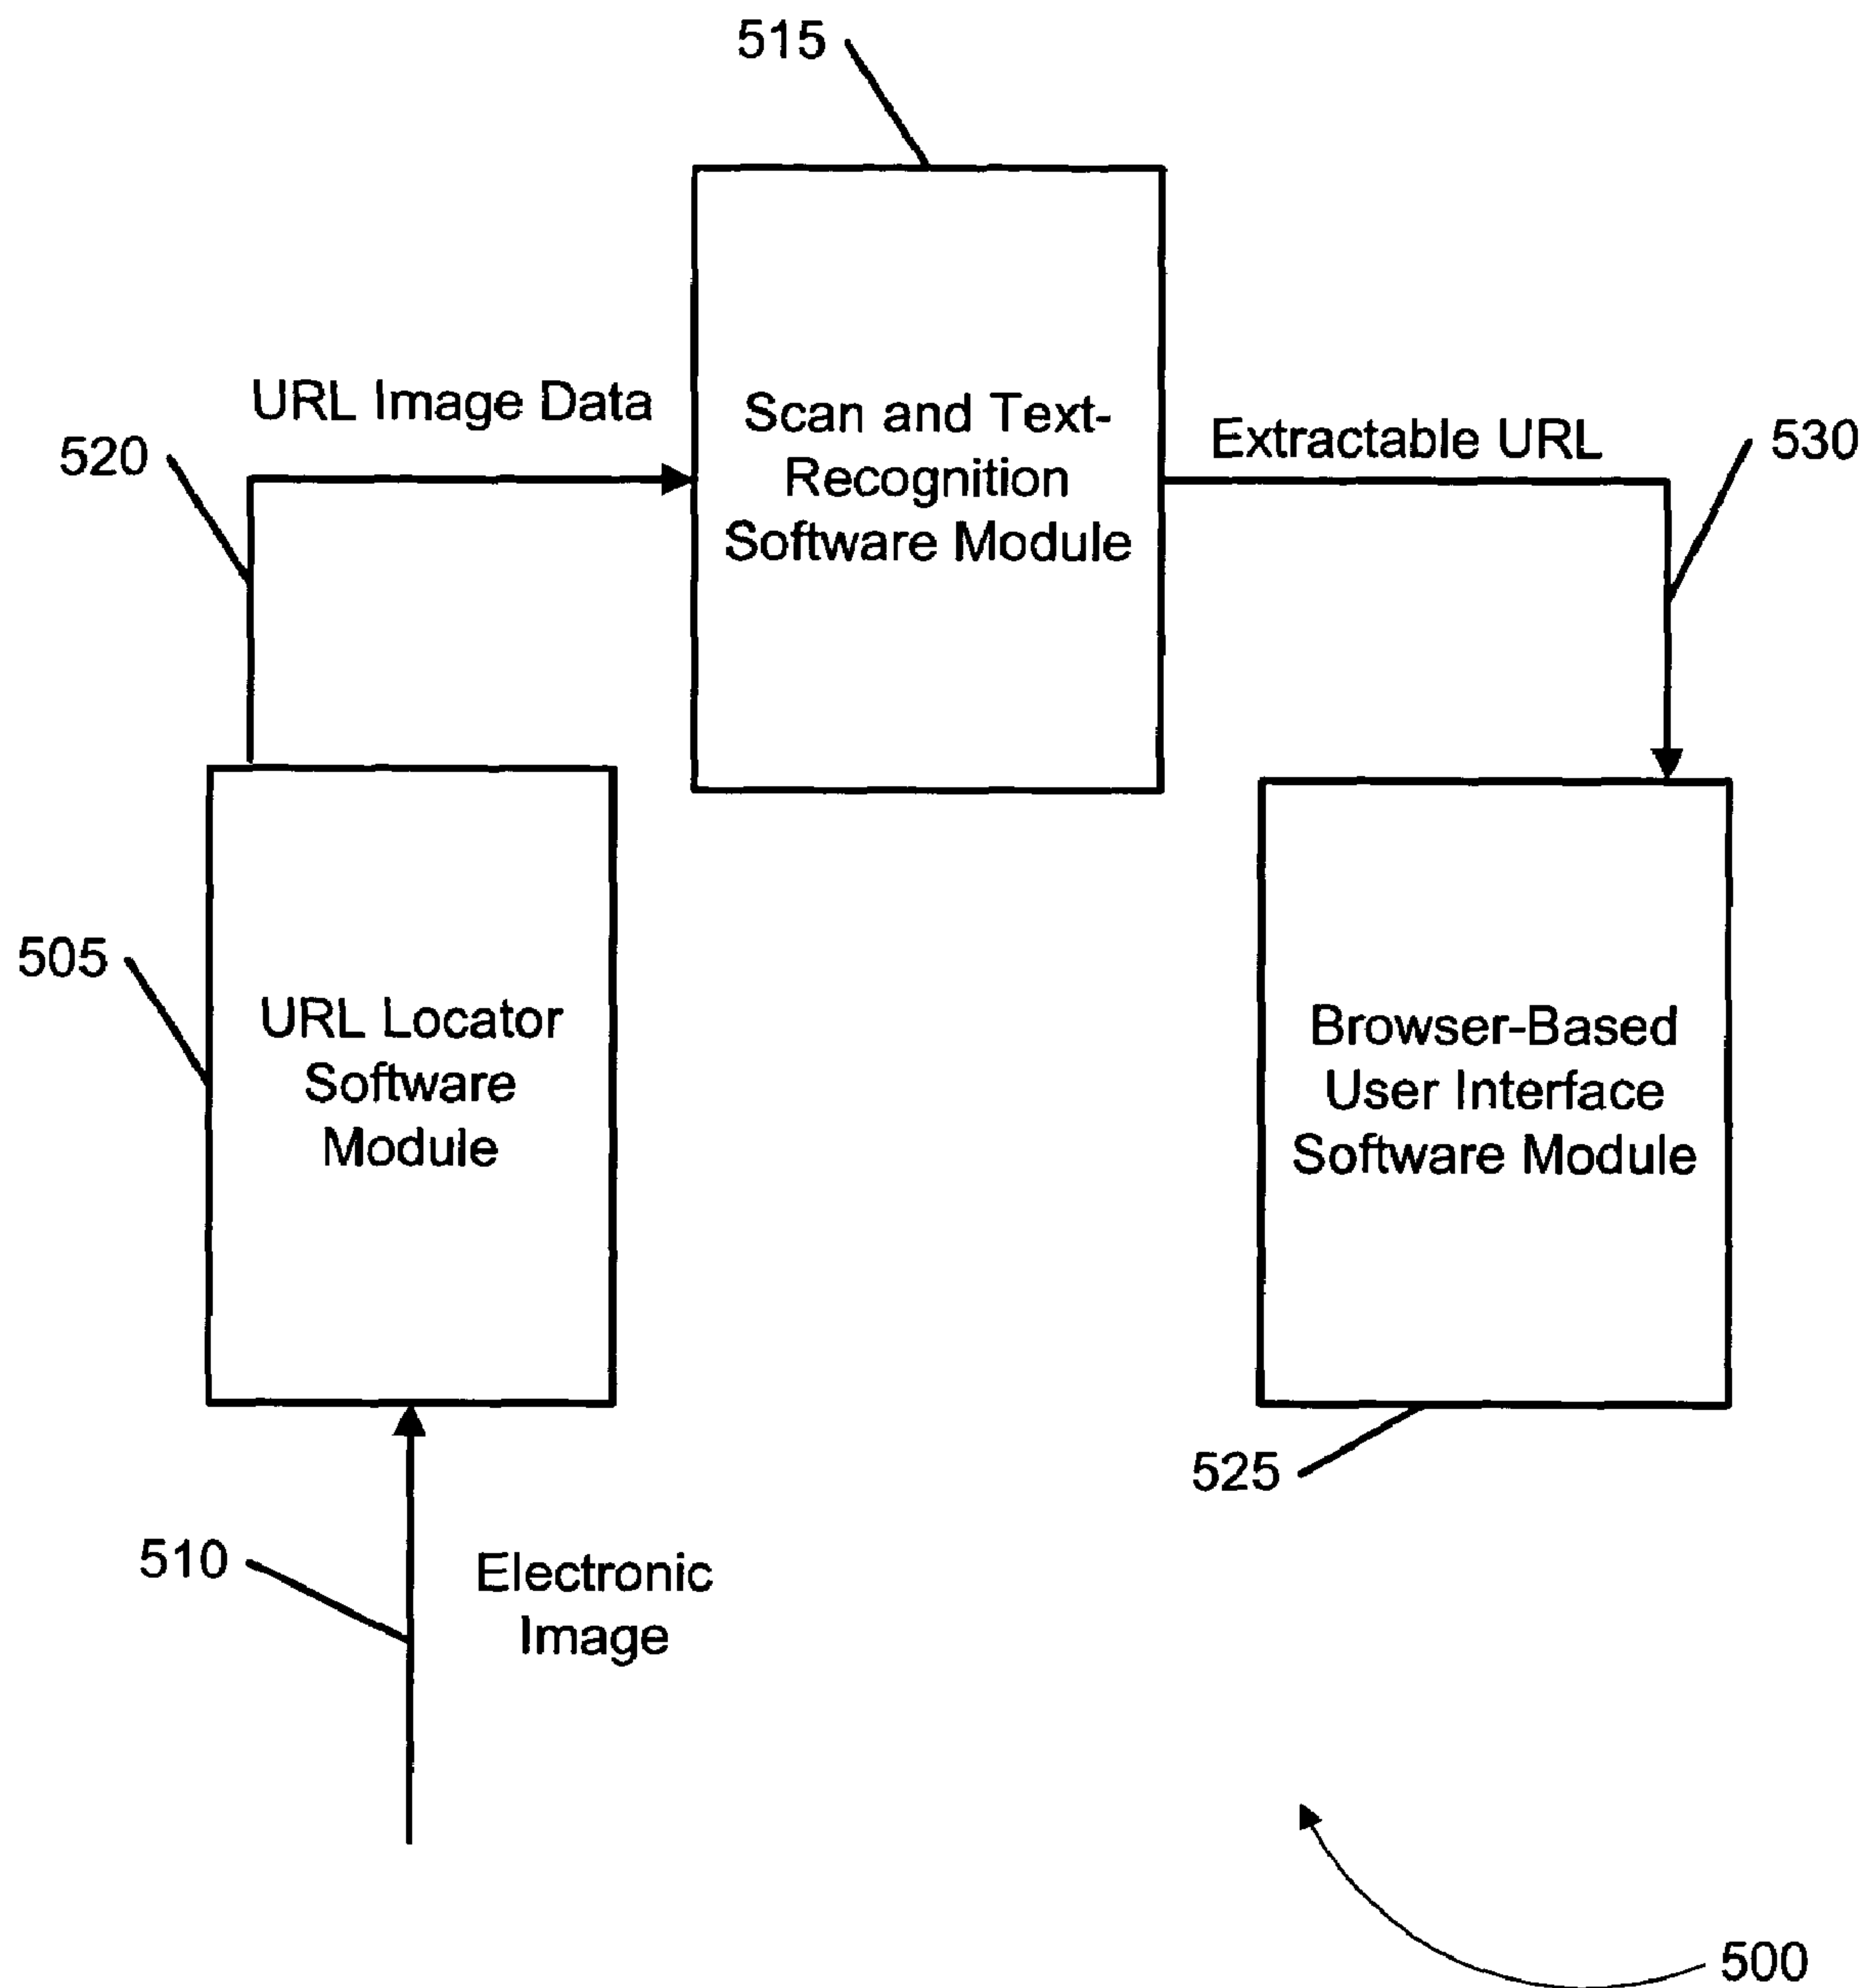 515
URL Image Data
520
Scan and Text-
Recognition
Software Module
Extractable URL
530
505
URL Locator
Software
Module
Browser-Based
User Interface
Software Module
525
510
Electronic
Image
500